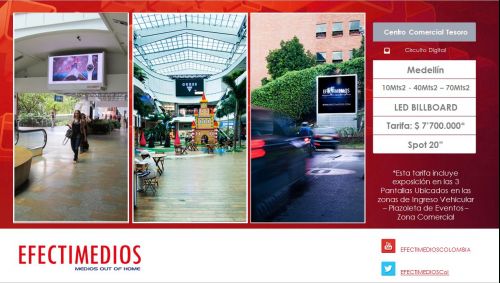 Centro Comercial Tesoro
Circuito Digital
Medellín
10Mts2 - 40Mts2 – 70Mts2
LED BILLBOARD
Tarifa: $ 7'700.000°°
Spot 20"
*Esta tarifa incluye
exposición en las 3
Pantallas Ubicados en las
zonas de Ingreso Vehicular
– Plazoleta de Eventos –
Zona Comercial
EFECTIMEDIOS
EFECTIMEDIOS
MEDIOS OUT OF HOME
EFECTIMEDIOSCOLOMBIA
EFECTIMEDIOSCol